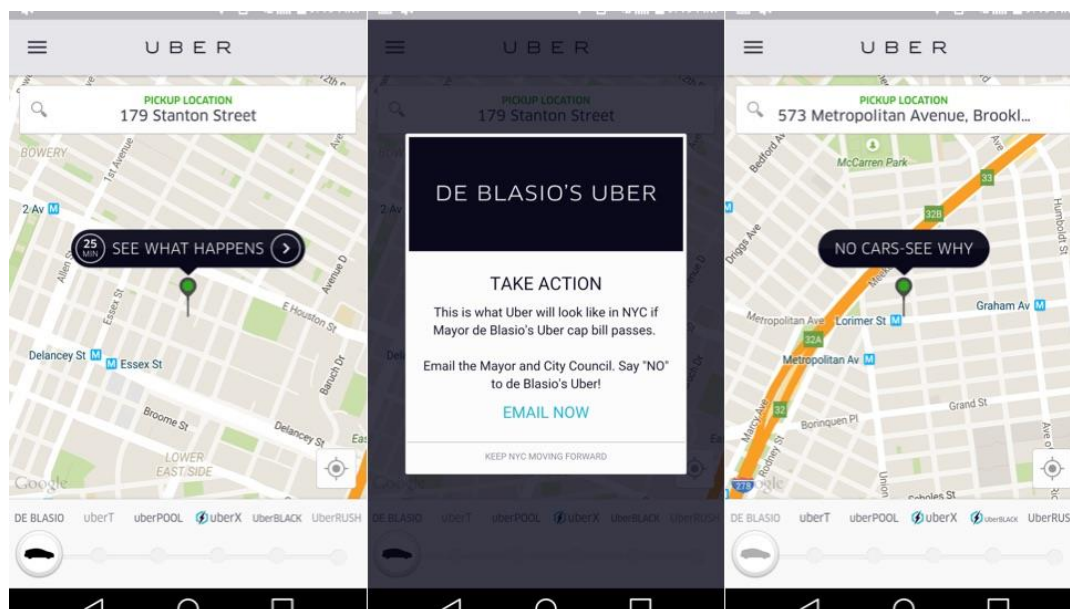 UBER
PICKUP LOCATION
179 Stanton Street
BOWERY
1st Avenue
2 Av M
25 MIN SEE WHAT HAPPENS
Allen St
Essex St
Avenue D
E Houston St
Delancey St M
M Essex St
Baruch Dr
Broome St
Delancey St
LOWER EAST SIDE
Google
DE BLASIO uberT uberPOOL uberX UberBLACK UberRUSH
UBER
PICKUP LOCATION
179 Stanton Street
DE BLASIO'S UBER
TAKE ACTION
This is what Uber will look like in NYC if
Mayor de Blasio's Uber cap bill passes.
Email the Mayor and City Council. Say "NO"
to de Blasio's Uber!
EMAIL NOW
KEEP NYC MOVING FORWARD
DE BLASIO uberT uberPOOL uberX UberBLACK UberRUSH
UBER
PICKUP LOCATION
573 Metropolitan Avenue, Brookl...
Bedford Av
McCarren Park
33
32B
Humboldt St
Driggs Ave
NO CARS-SEE WHY
Graham Av M
Metropolitan Ave
Lorimer St M
32A
Metropolitan Av M
Grand St
32
Marcy Ave
Borinquen Pl
Rodney St
Union
278
DE BLASIO uberT uberPOOL uberX UberBLACK UberRUS